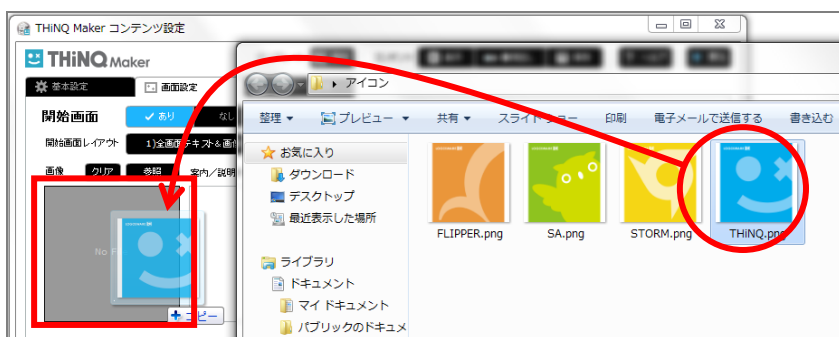 THiNQ Maker コンテンツ設定
THiNQ Maker
基本設定 画面設定
開始画面 あり なし
開始画面レイアウト 1)全画面テキスト&画像
画像 クリア 参照 案内/説明
No F
コピー
アイコン
整理 プレビュー 共有 スライドショー 印刷 電子メールで送信する 書き込む
お気に入り
ダウンロード
デスクトップ
最近表示した場所
ライブラリ
ドキュメント
マイ ドキュメント
パブリックのドキュメ
FLIPPER.png SA.png STORM.png THiNQ.png